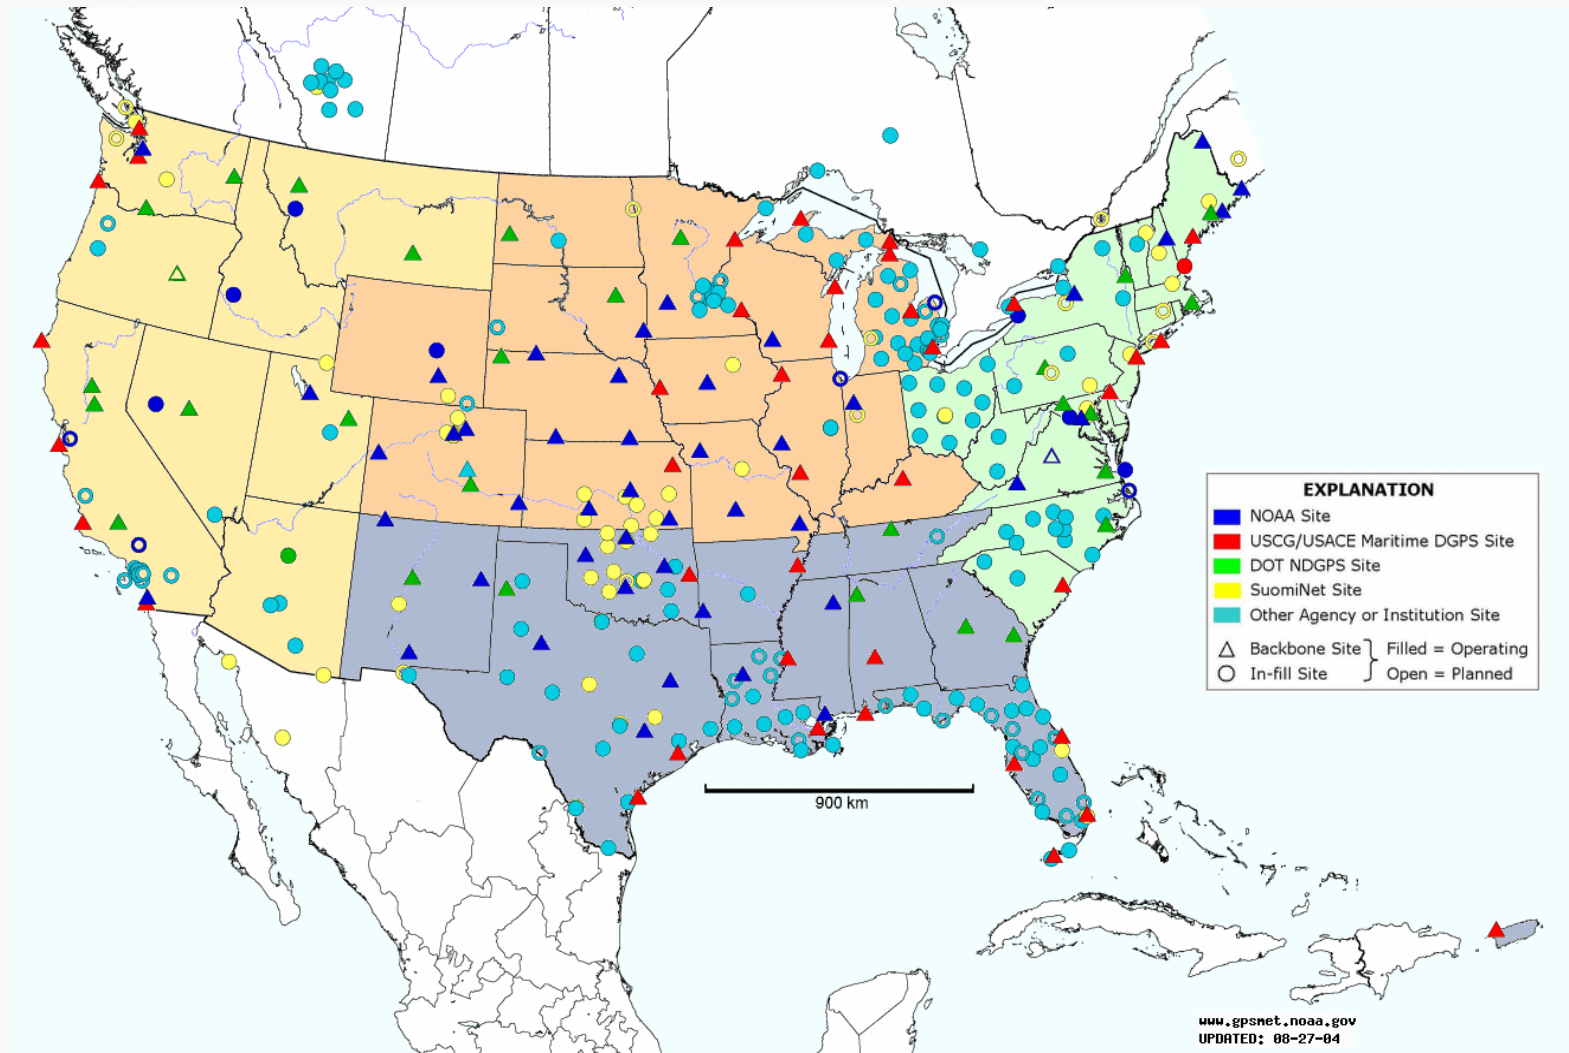 EXPLANATION
NOAA Site
USCG/USACE Maritime DGPS Site
DOT NDGPS Site
SuomiNet Site
Other Agency or Institution Site
Backbone Site Filled = Operating
In-fill Site Open = Planned
900 km
www.gpsmet.noaa.gov
UPDATED: 08-27-04